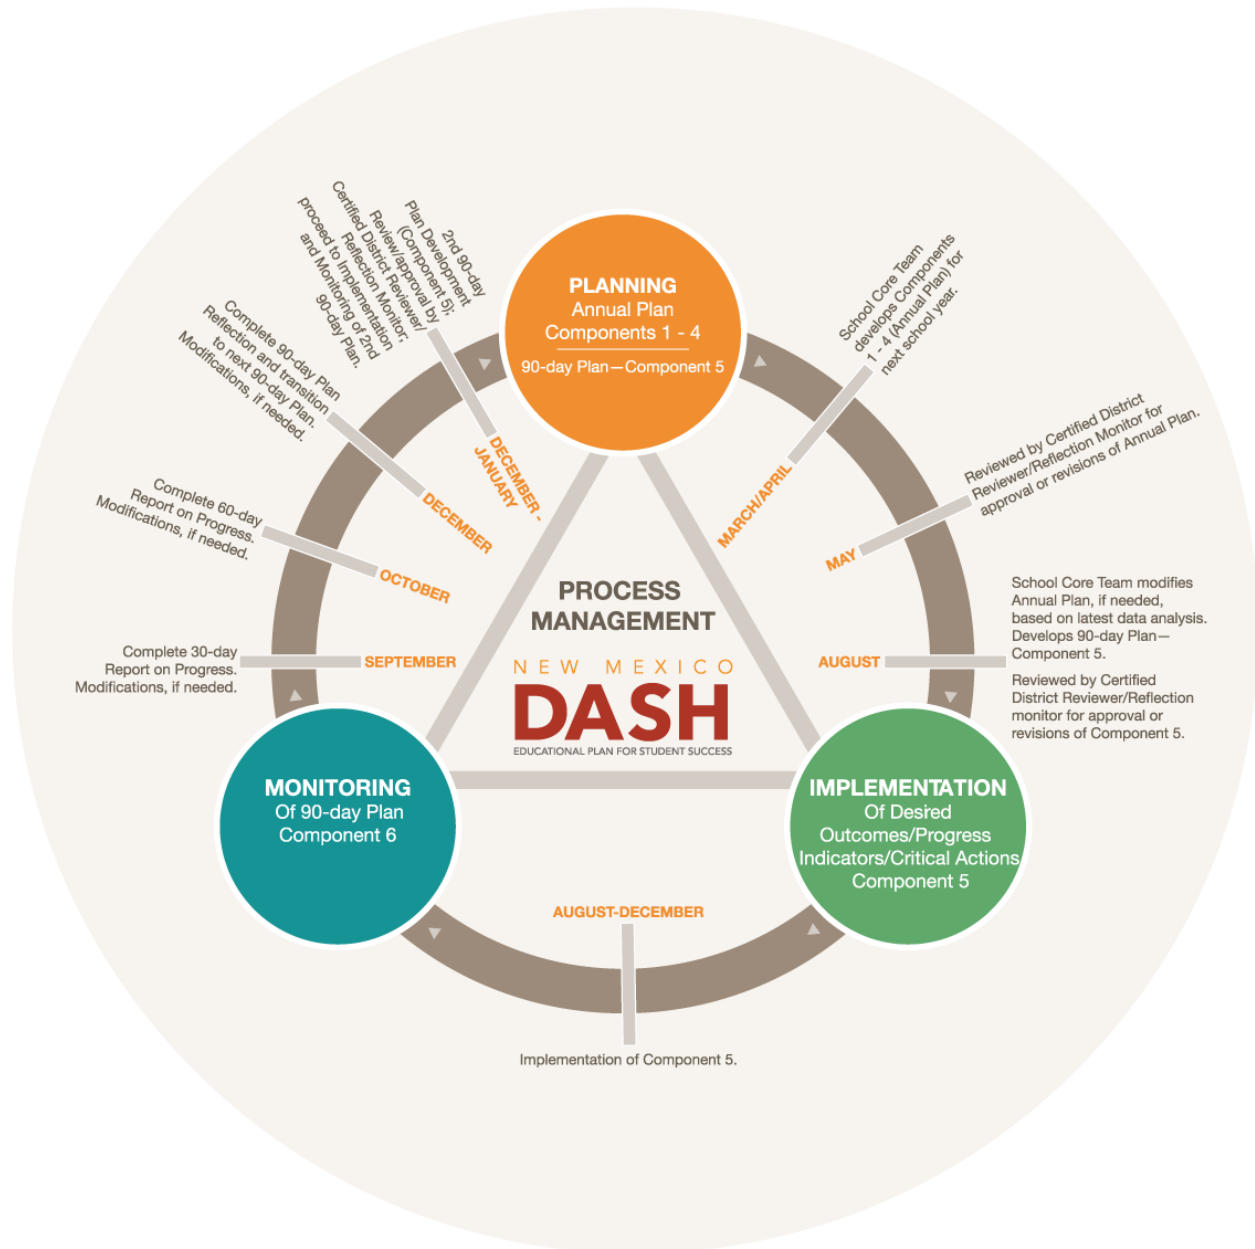 PLANNING
Annual Plan
Components 1 - 4
90-day Plan—Component 5
School Core Team
develops Components
1 - 4 (Annual Plan) for
next school year.
MARCH/APRIL
Reviewed by Certified District
Reviewer/Reflection Monitor for
approval or revisions of Annual Plan.
MAY
School Core Team modifies
Annual Plan, if needed,
based on latest data analysis.
Develops 90-day Plan—
Component 5.
Reviewed by Certified
District Reviewer/Reflection
monitor for approval or
revisions of Component 5.
AUGUST
IMPLEMENTATION
Of Desired
Outcomes/Progress
Indicators/Critical Actions
Component 5
AUGUST-DECEMBER
Implementation of Component 5.
MONITORING
Of 90-day Plan
Component 6
Complete 30-day
Report on Progress.
Modifications, if needed.
SEPTEMBER
Complete 60-day
Report on Progress.
Modifications, if needed.
OCTOBER
Complete 90-day Plan
Reflection and transition
to next 90-day Plan.
Modifications, if needed.
DECEMBER
2nd 90-day
Plan Development
(Component 5);
Review/approval by
Certified District Reviewer/
Reflection Monitor;
proceed to Implementation
and Monitoring of 2nd
90-day Plan.
DECEMBER -
JANUARY
PROCESS
MANAGEMENT
NEW MEXICO
DASH
EDUCATIONAL PLAN FOR STUDENT SUCCESS